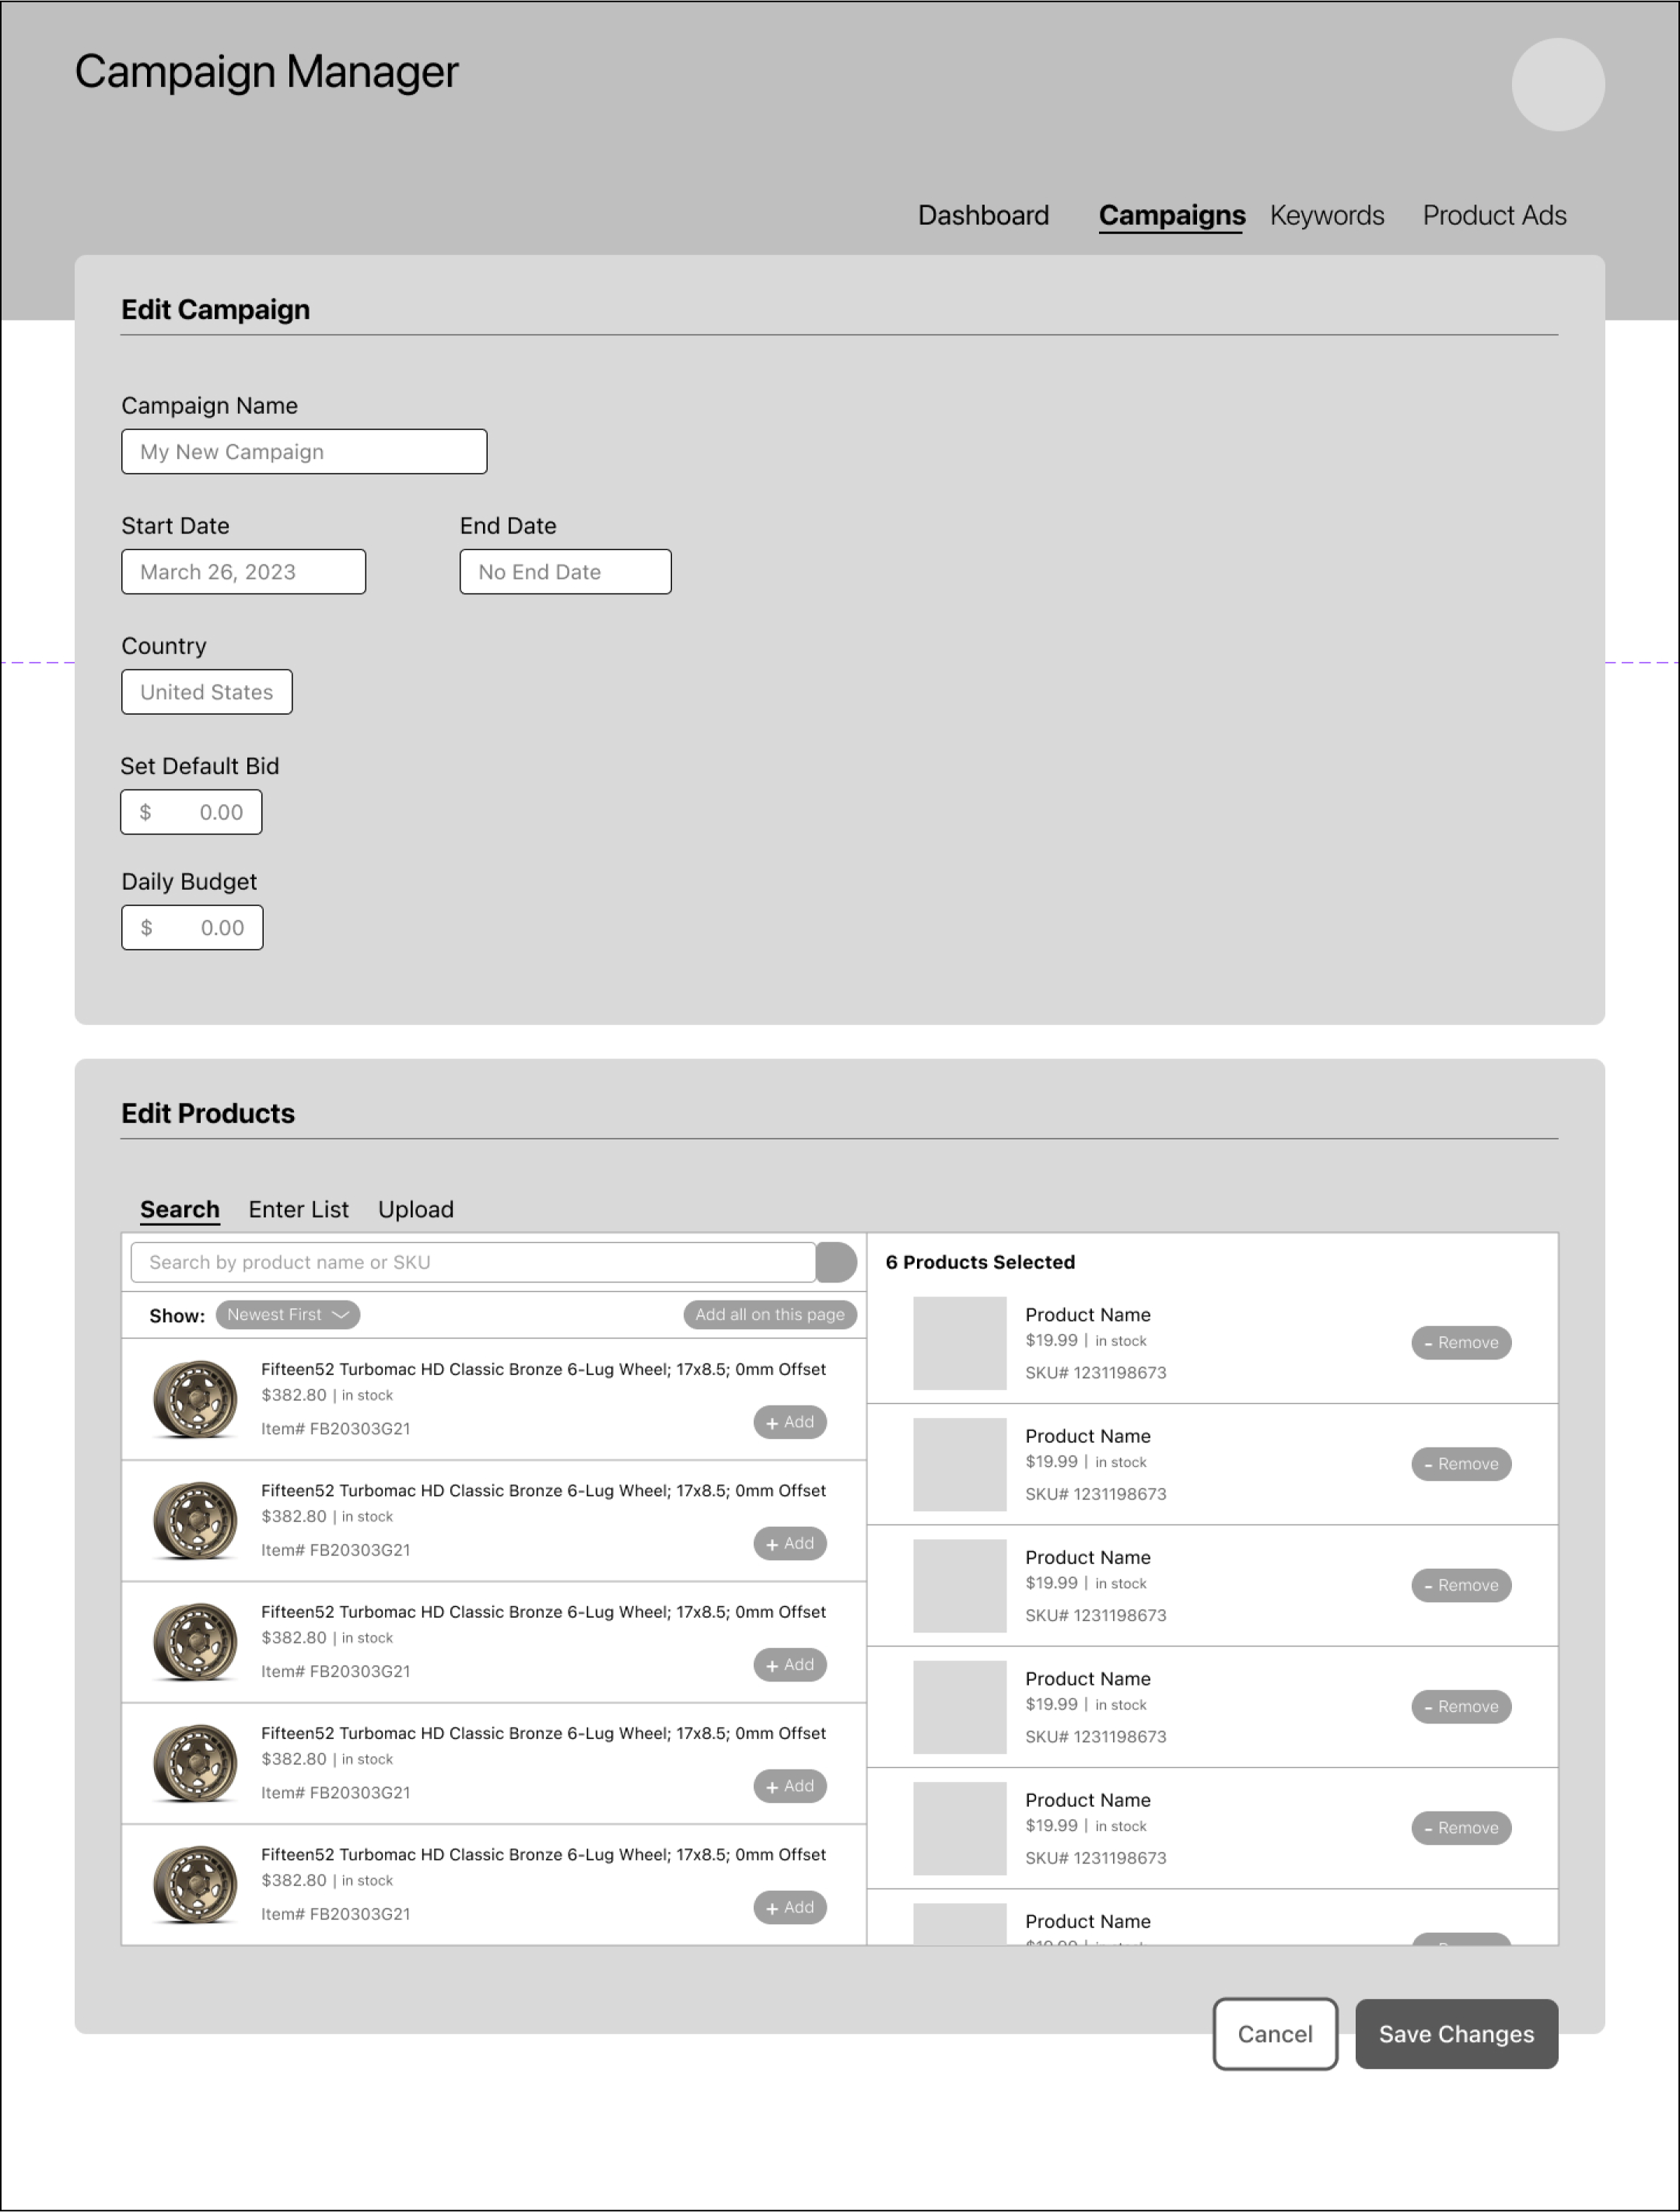 Campaign Manager
Dashboard Campaigns Keywords Product Ads
Edit Campaign
Campaign Name
My New Campaign
Start Date End Date
March 26, 2023 No End Date
Country
United States
Set Default Bid
$ 0.00
Daily Budget
$ 0.00
Edit Products
Search Enter List Upload
Search by product name or SKU
Show: Newest First Add all on this page
Fifteen52 Turbomac HD Classic Bronze 6-Lug Wheel; 17x8.5; 0mm Offset
$382.80 | in stock
Item# FB20303G21
+ Add
Fifteen52 Turbomac HD Classic Bronze 6-Lug Wheel; 17x8.5; 0mm Offset
$382.80 | in stock
Item# FB20303G21
+ Add
Fifteen52 Turbomac HD Classic Bronze 6-Lug Wheel; 17x8.5; 0mm Offset
$382.80 | in stock
Item# FB20303G21
+ Add
Fifteen52 Turbomac HD Classic Bronze 6-Lug Wheel; 17x8.5; 0mm Offset
$382.80 | in stock
Item# FB20303G21
+ Add
Fifteen52 Turbomac HD Classic Bronze 6-Lug Wheel; 17x8.5; 0mm Offset
$382.80 | in stock
Item# FB20303G21
+ Add
6 Products Selected
Product Name
$19.99 | in stock
SKU# 1231198673
- Remove
Product Name
$19.99 | in stock
SKU# 1231198673
- Remove
Product Name
$19.99 | in stock
SKU# 1231198673
- Remove
Product Name
$19.99 | in stock
SKU# 1231198673
- Remove
Product Name
$19.99 | in stock
SKU# 1231198673
- Remove
Product Name
Cancel Save Changes